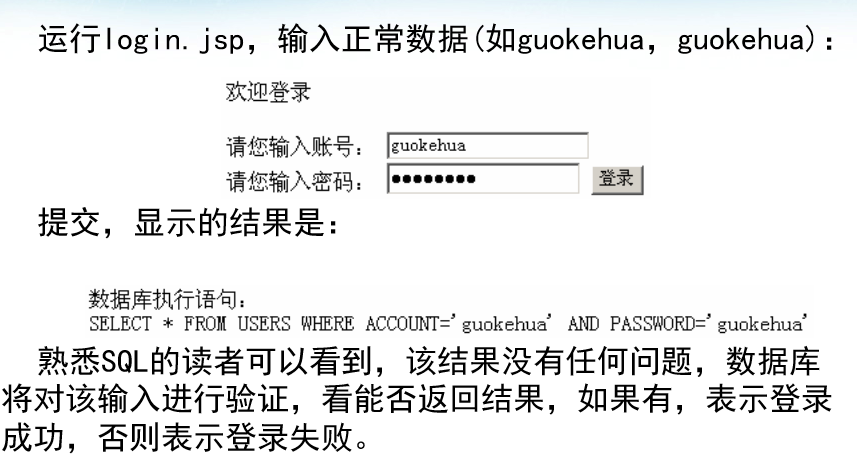 运行login.jsp，输入正常数据(如guokehua，guokehua)：
欢迎登录
请您输入账号： guokehua
请您输入密码： ●●●●●●●● 登录
提交，显示的结果是：
数据库执行语句：
SELECT * FROM USERS WHERE ACCOUNT='guokehua' AND PASSWORD='guokehua'
熟悉SQL的读者可以看到，该结果没有任何问题，数据库
将对该输入进行验证，看能否返回结果，如果有，表示登录
成功，否则表示登录失败。